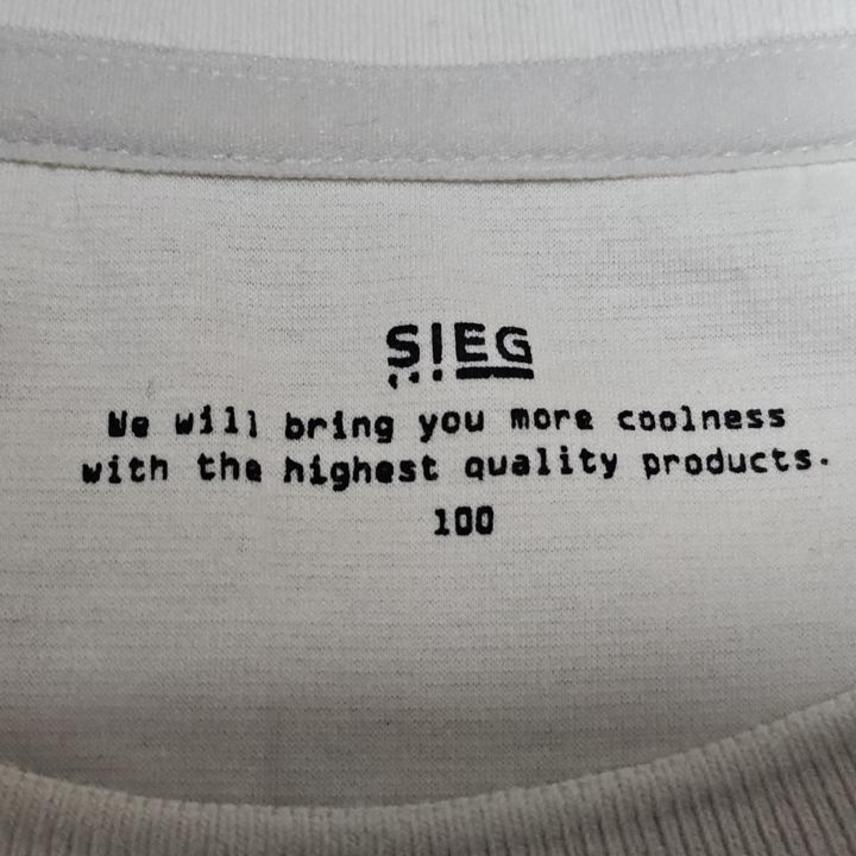 SIEG
We will bring you more coolness
with the highest quality products.
100